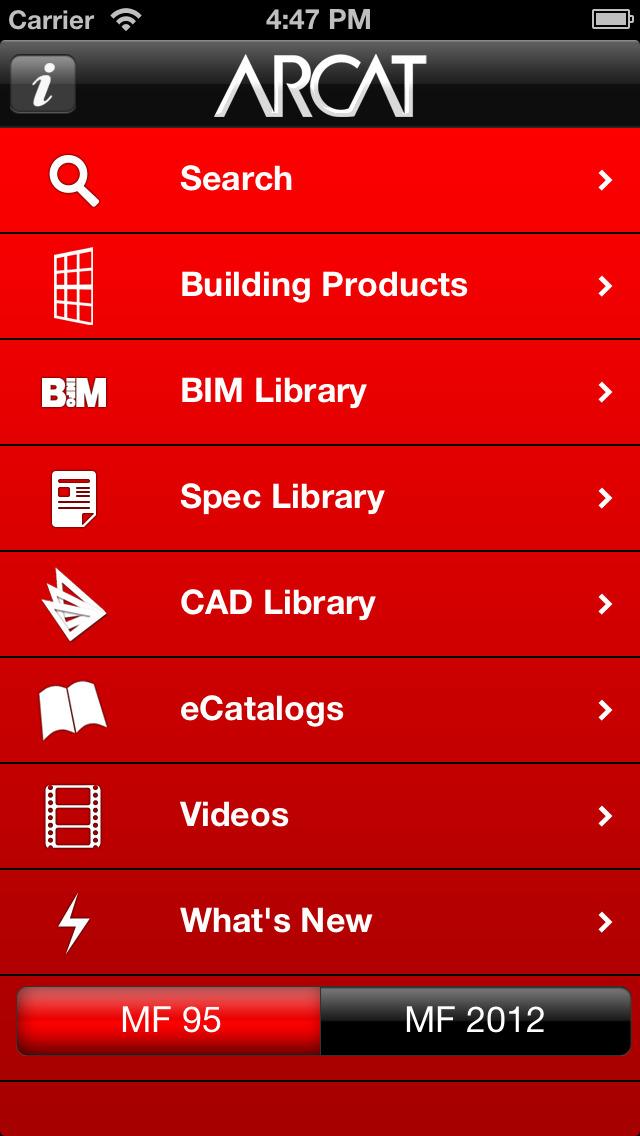 Carrier 4:47 PM
i ARCAT
Search
Building Products
BIM INFO BIM Library
Spec Library
CAD Library
eCatalogs
Videos
What's New
MF 95 MF 2012